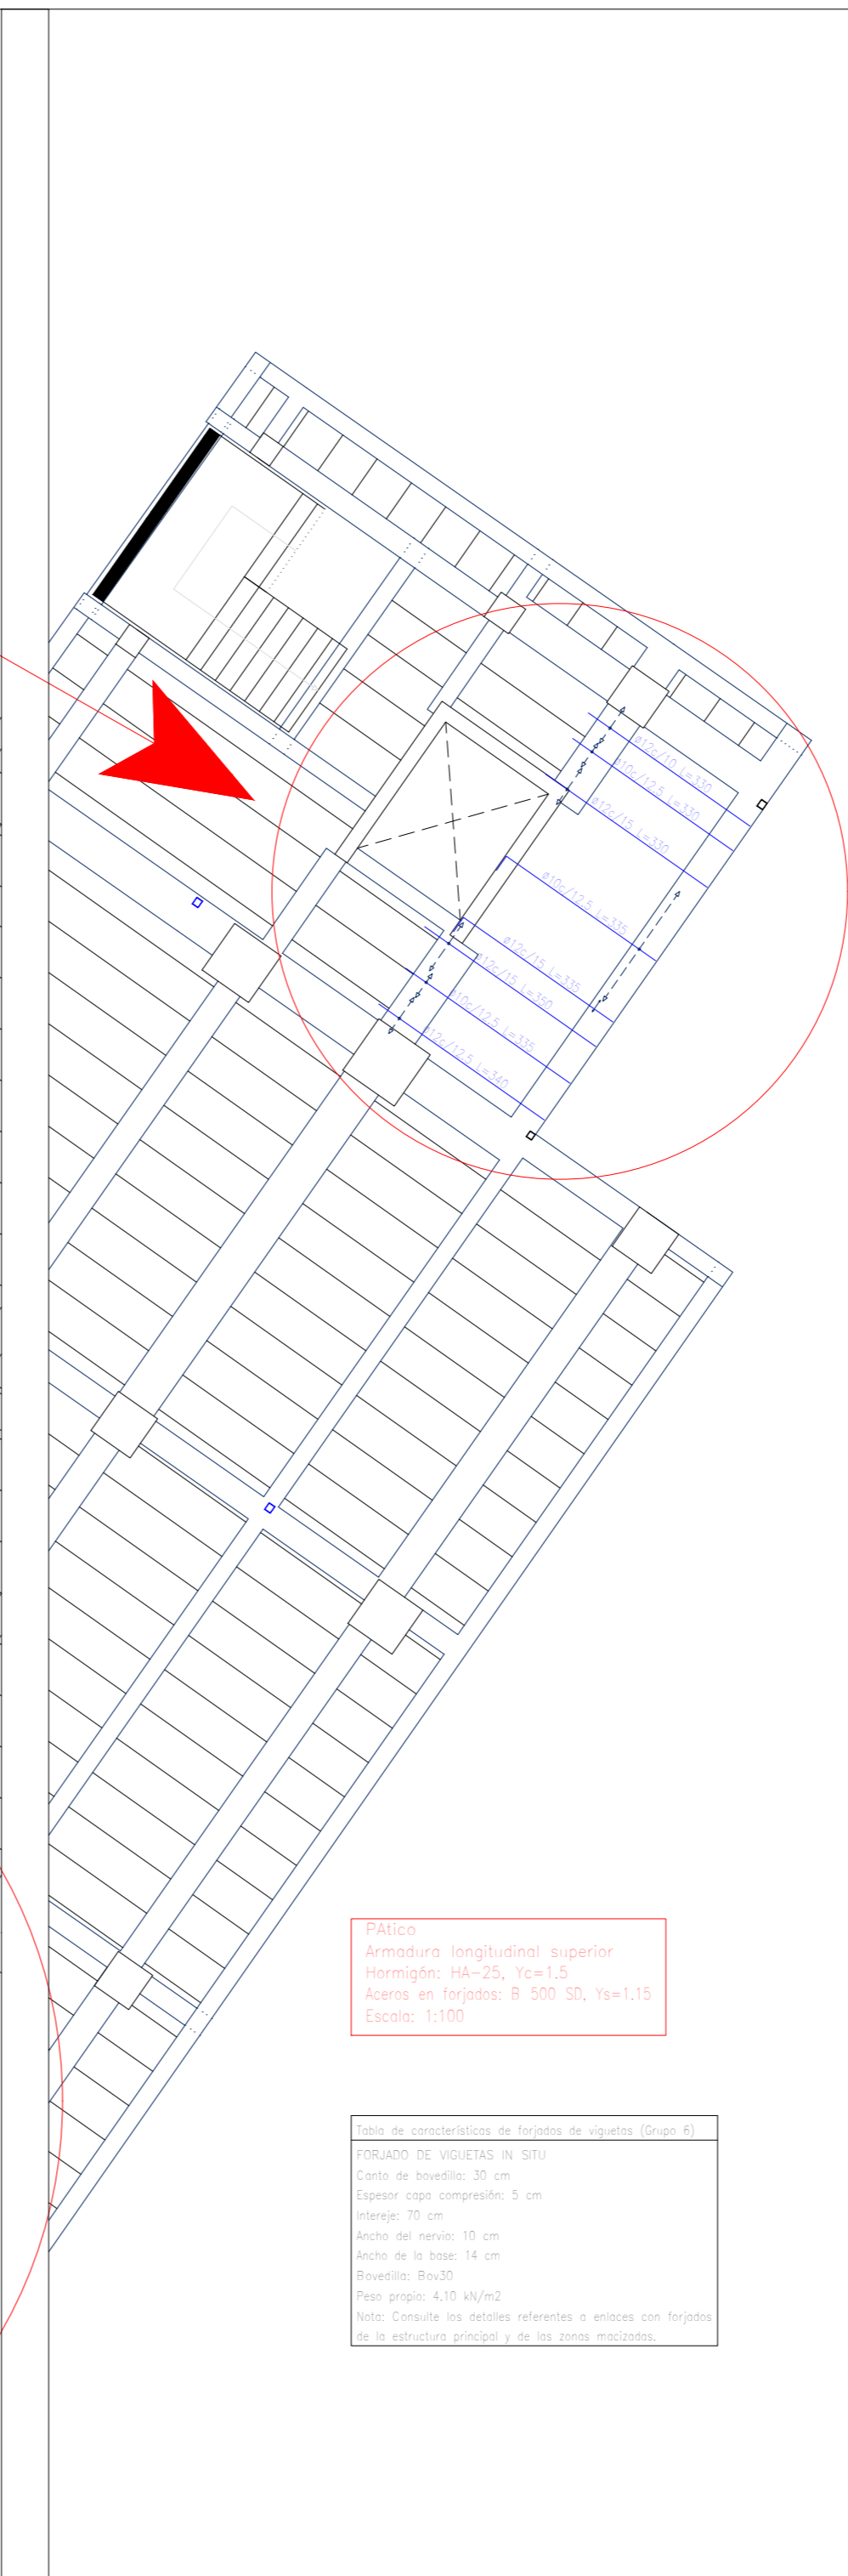 ø12c/10 L=330
ø10c/12.5 L=330
ø12c/15 L=330
ø10c/12.5 L=335
ø12c/15 L=335
ø12c/15 L=350
ø10c/12.5 L=335
ø12c/12.5 L=340
PAtico
Armadura longitudinal superior
Hormigón: HA-25, Yc=1.5
Aceros en forjados: B 500 SD, Ys=1.15
Escala: 1:100
Tabla de características de forjados de viguetas (Grupo 6)
FORJADO DE VIGUETAS IN SITU
Canto de bovedilla: 30 cm
Espesor capa compresión: 5 cm
Intereje: 70 cm
Ancho del nervio: 10 cm
Ancho de la base: 14 cm
Bovedilla: Bov30
Peso propio: 4.10 kN/m2
Nota: Consulte los detalles referentes a enlaces con forjados
de la estructura principal y de las zonas macizadas.